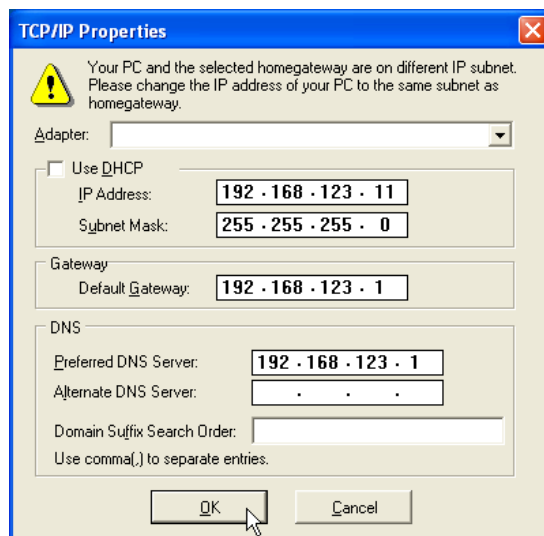 TCP/IP Properties
Your PC and the selected homegateway are on different IP subnet.
Please change the IP address of your PC to the same subnet as
homegateway.
Adapter:
Use DHCP
IP Address: 192 . 168 . 123 . 11
Subnet Mask: 255 . 255 . 255 . 0
Gateway
Default Gateway: 192 . 168 . 123 . 1
DNS
Preferred DNS Server: 192 . 168 . 123 . 1
Alternate DNS Server: . . .
Domain Suffix Search Order:
Use comma(,) to separate entries.
OK Cancel